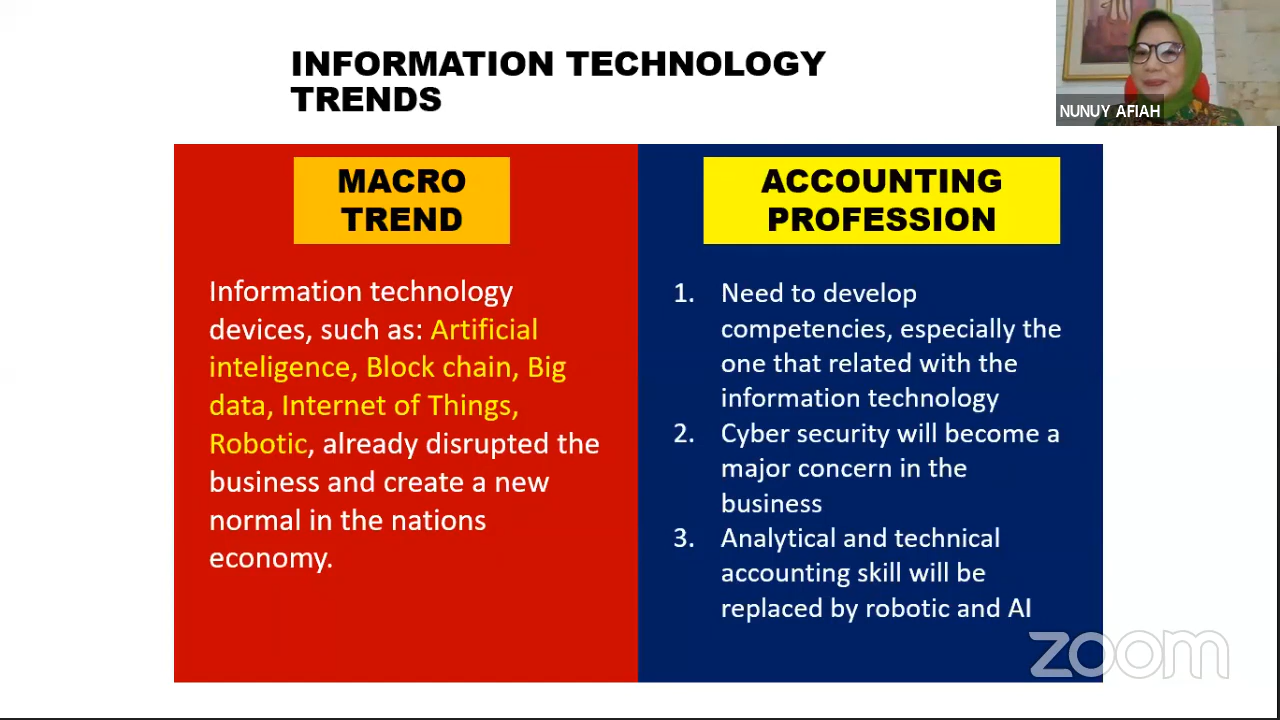 INFORMATION TECHNOLOGY
TRENDS
NUNUY AFIAH
MACRO
TREND
Information technology
devices, such as: Artificial
inteligence, Block chain, Big
data, Internet of Things,
Robotic, already disrupted the
business and create a new
normal in the nations
economy.
ACCOUNTING
PROFESSION
1. Need to develop
competencies, especially the
one that related with the
information technology
2. Cyber security will become a
major concern in the
business
3. Analytical and technical
accounting skill will be
replaced by robotic and AI
zoom